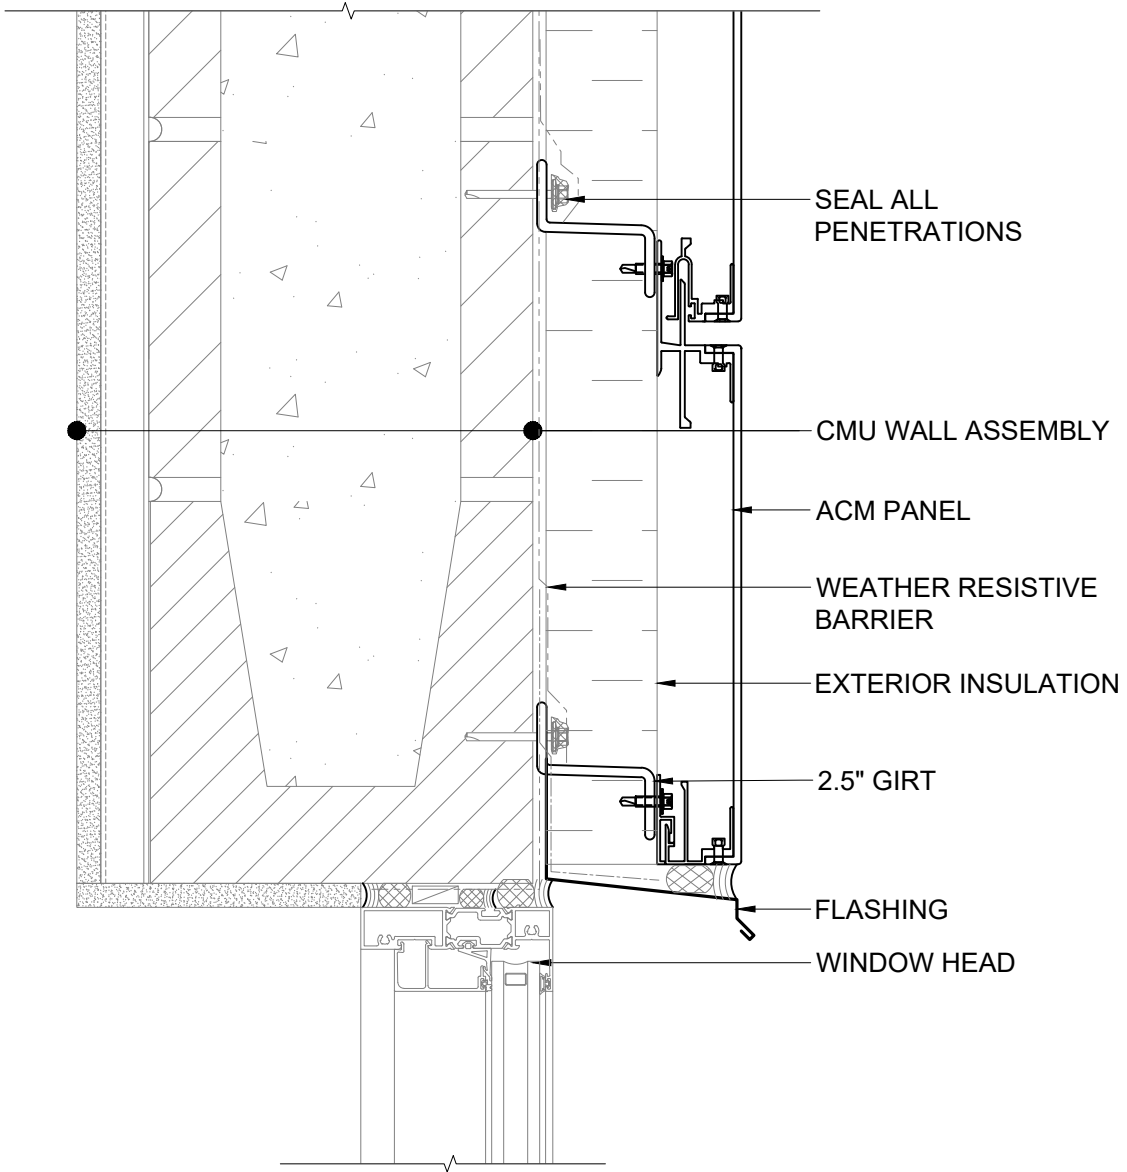 SEAL ALL
PENETRATIONS
CMU WALL ASSEMBLY
ACM PANEL
WEATHER RESISTIVE
BARRIER
EXTERIOR INSULATION
2.5" GIRT
FLASHING
WINDOW HEAD